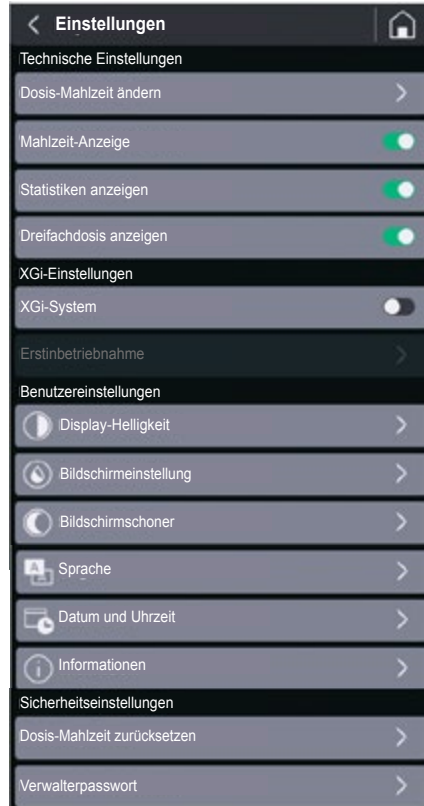 Einstellungen
Technische Einstellungen
Dosis-Mahlzeit ändern
Mahlzeit-Anzeige
Statistiken anzeigen
Dreifachdosis anzeigen
XGi-Einstellungen
XGi-System
Erstinbetriebnahme
Benutzereinstellungen
Display-Helligkeit
Bildschirmeinstellung
Bildschirmschoner
Sprache
Datum und Uhrzeit
Informationen
Sicherheitseinstellungen
Dosis-Mahlzeit zurücksetzen
Verwalterpasswort